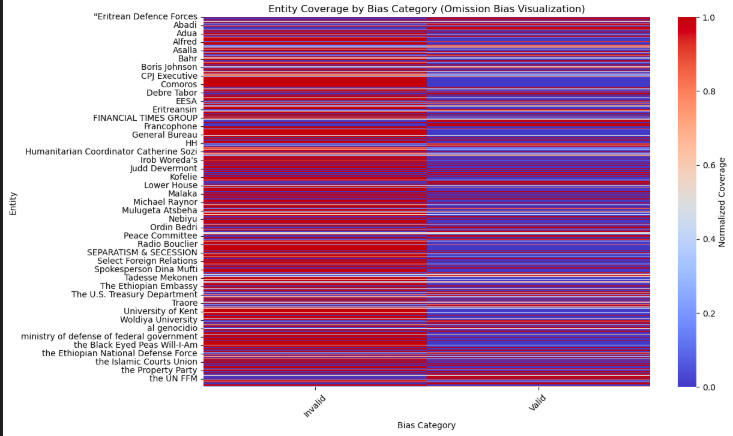 Entity Coverage by Bias Category (Omission Bias Visualization)
"Eritrean Defence Forces
Abadi
Adua
Alfred
Asalla
Bahr
Boris Johnson
CPJ Executive
Comoros
Debre Tabor
EESA
Eritreansin
FINANCIAL TIMES GROUP
Francophone
General Bureau
HH
Humanitarian Coordinator Catherine Sozi
Irob Woreda's
Judd Devermont
Kofelie
Lower House
Malaka
Michael Raynor
Mulugeta Atsbeha
Nebiyu
Ordin Bedri
Peace Committee
Radio Bouclier
SEPARATISM & SECESSION
Select Foreign Relations
Spokesperson Dina Mufti
Tadesse Mekonen
The Ethiopian Embassy
The U.S. Treasury Department
Traore
University of Kent
Woldiya University
al genocidio
ministry of defense of federal government
the Black Eyed Peas Will-I-Am
the Ethiopian National Defense Force
the Islamic Courts Union
the Property Party
the UN FFM
Entity
Invalid
Valid
Bias Category
1.0
0.8
0.6
0.4
0.2
0.0
Normalized Coverage